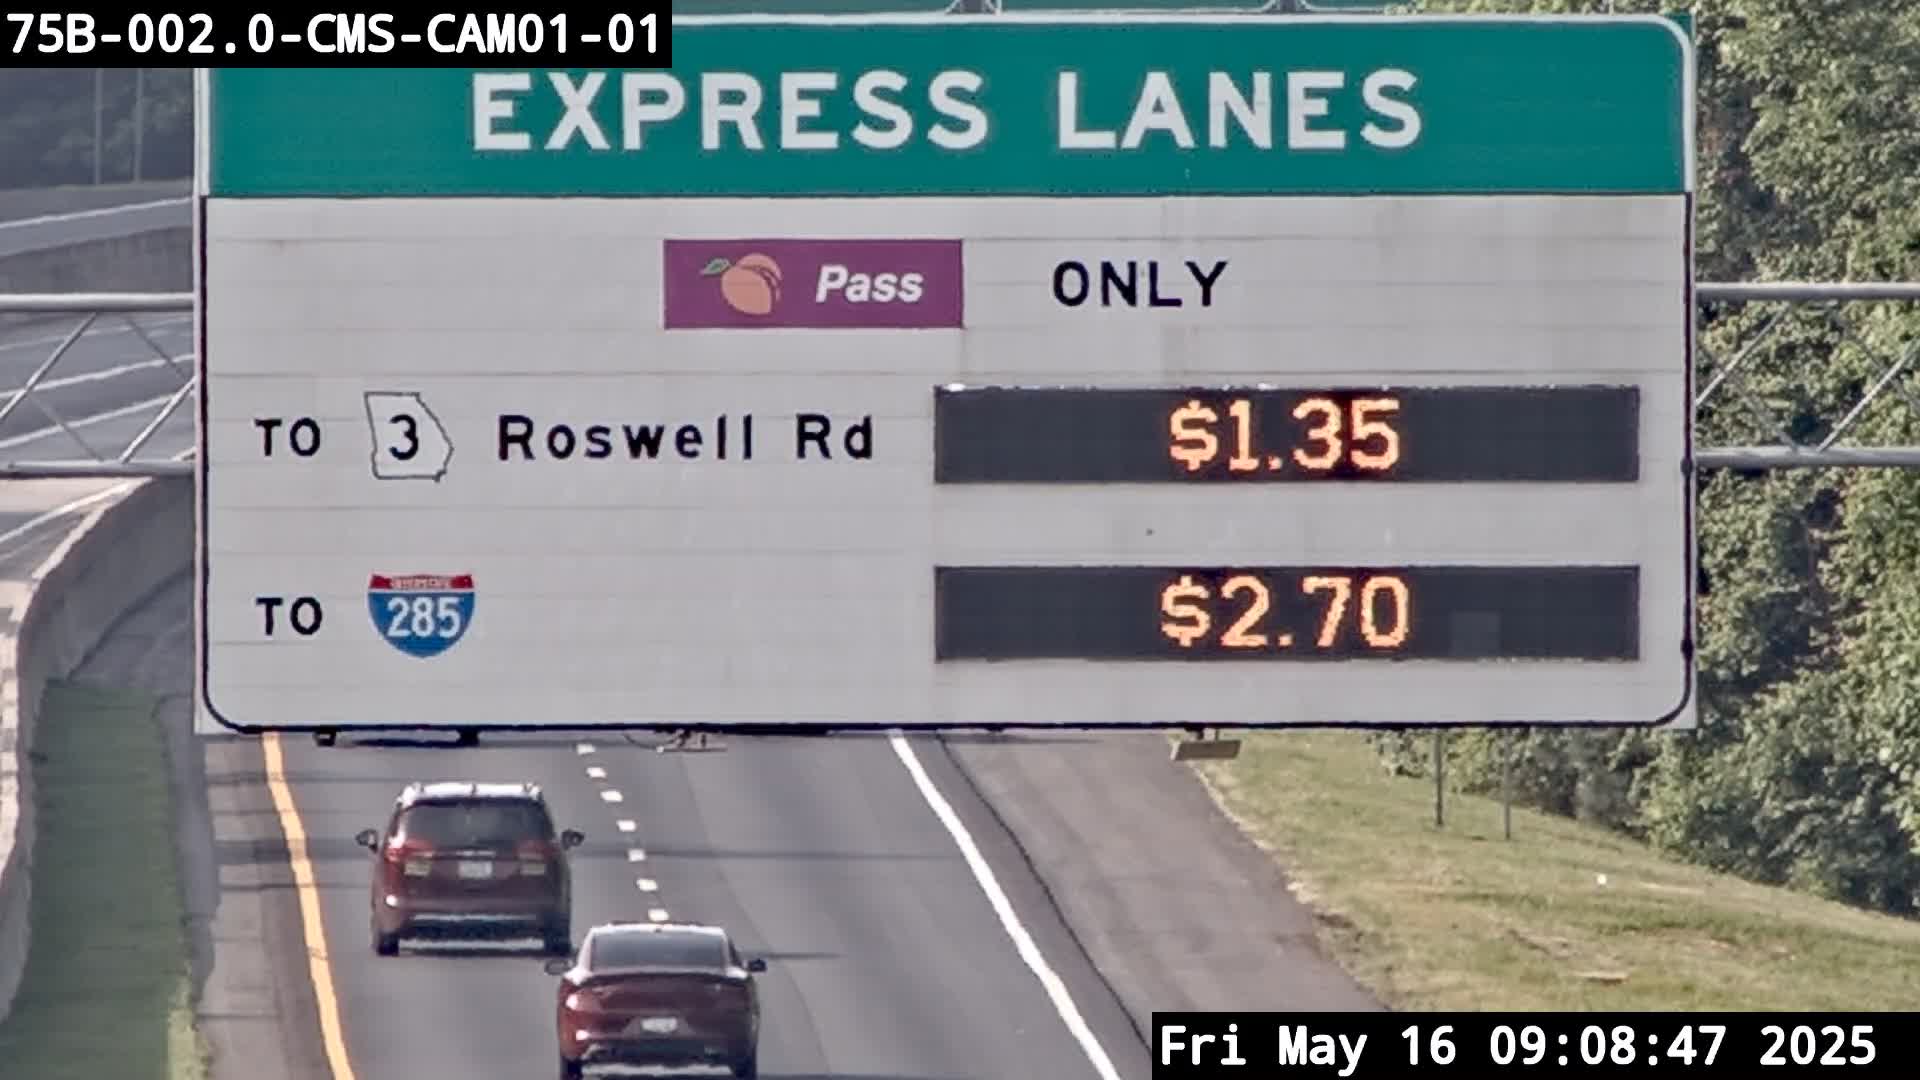 75B-002.0-CMS-CAM01-01
EXPRESS LANES
Pass ONLY
TO 3 Roswell Rd $1.35
INTERSTATE
TO 285 $2.70
Fri May 16 09:08:47 2025